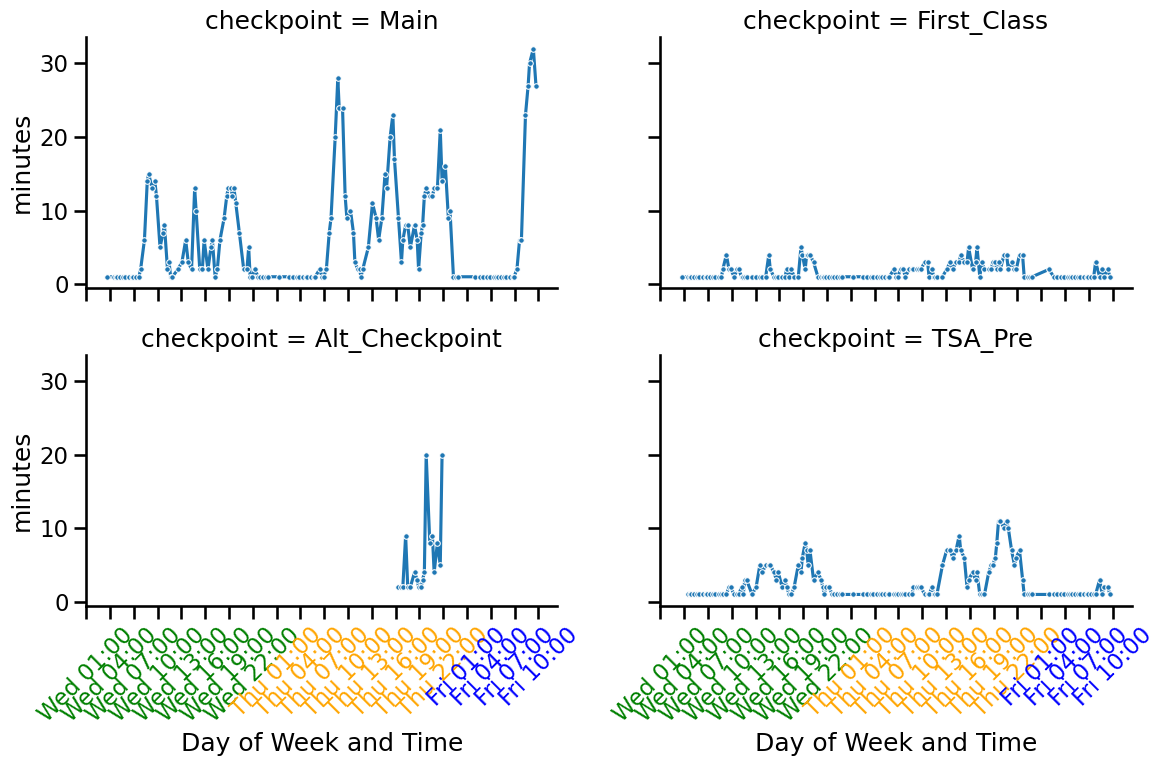 checkpoint = Main
checkpoint = First_Class
minutes
30
20
10
0
checkpoint = Alt_Checkpoint
checkpoint = TSA_Pre
minutes
30
20
10
0
Wed 01:00
Wed 04:00
Wed 07:00
Wed 10:00
Wed 13:00
Wed 16:00
Wed 19:00
Wed 22:00
Thu 01:00
Thu 04:00
Thu 07:00
Thu 10:00
Thu 13:00
Thu 16:00
Thu 19:00
Thu 22:00
Fri 01:00
Fri 04:00
Fri 07:00
Fri 10:00
Wed 01:00
Wed 04:00
Wed 07:00
Wed 10:00
Wed 13:00
Wed 16:00
Wed 19:00
Wed 22:00
Thu 01:00
Thu 04:00
Thu 07:00
Thu 10:00
Thu 13:00
Thu 16:00
Thu 19:00
Thu 22:00
Fri 01:00
Fri 04:00
Fri 07:00
Fri 10:00
Day of Week and Time
Day of Week and Time